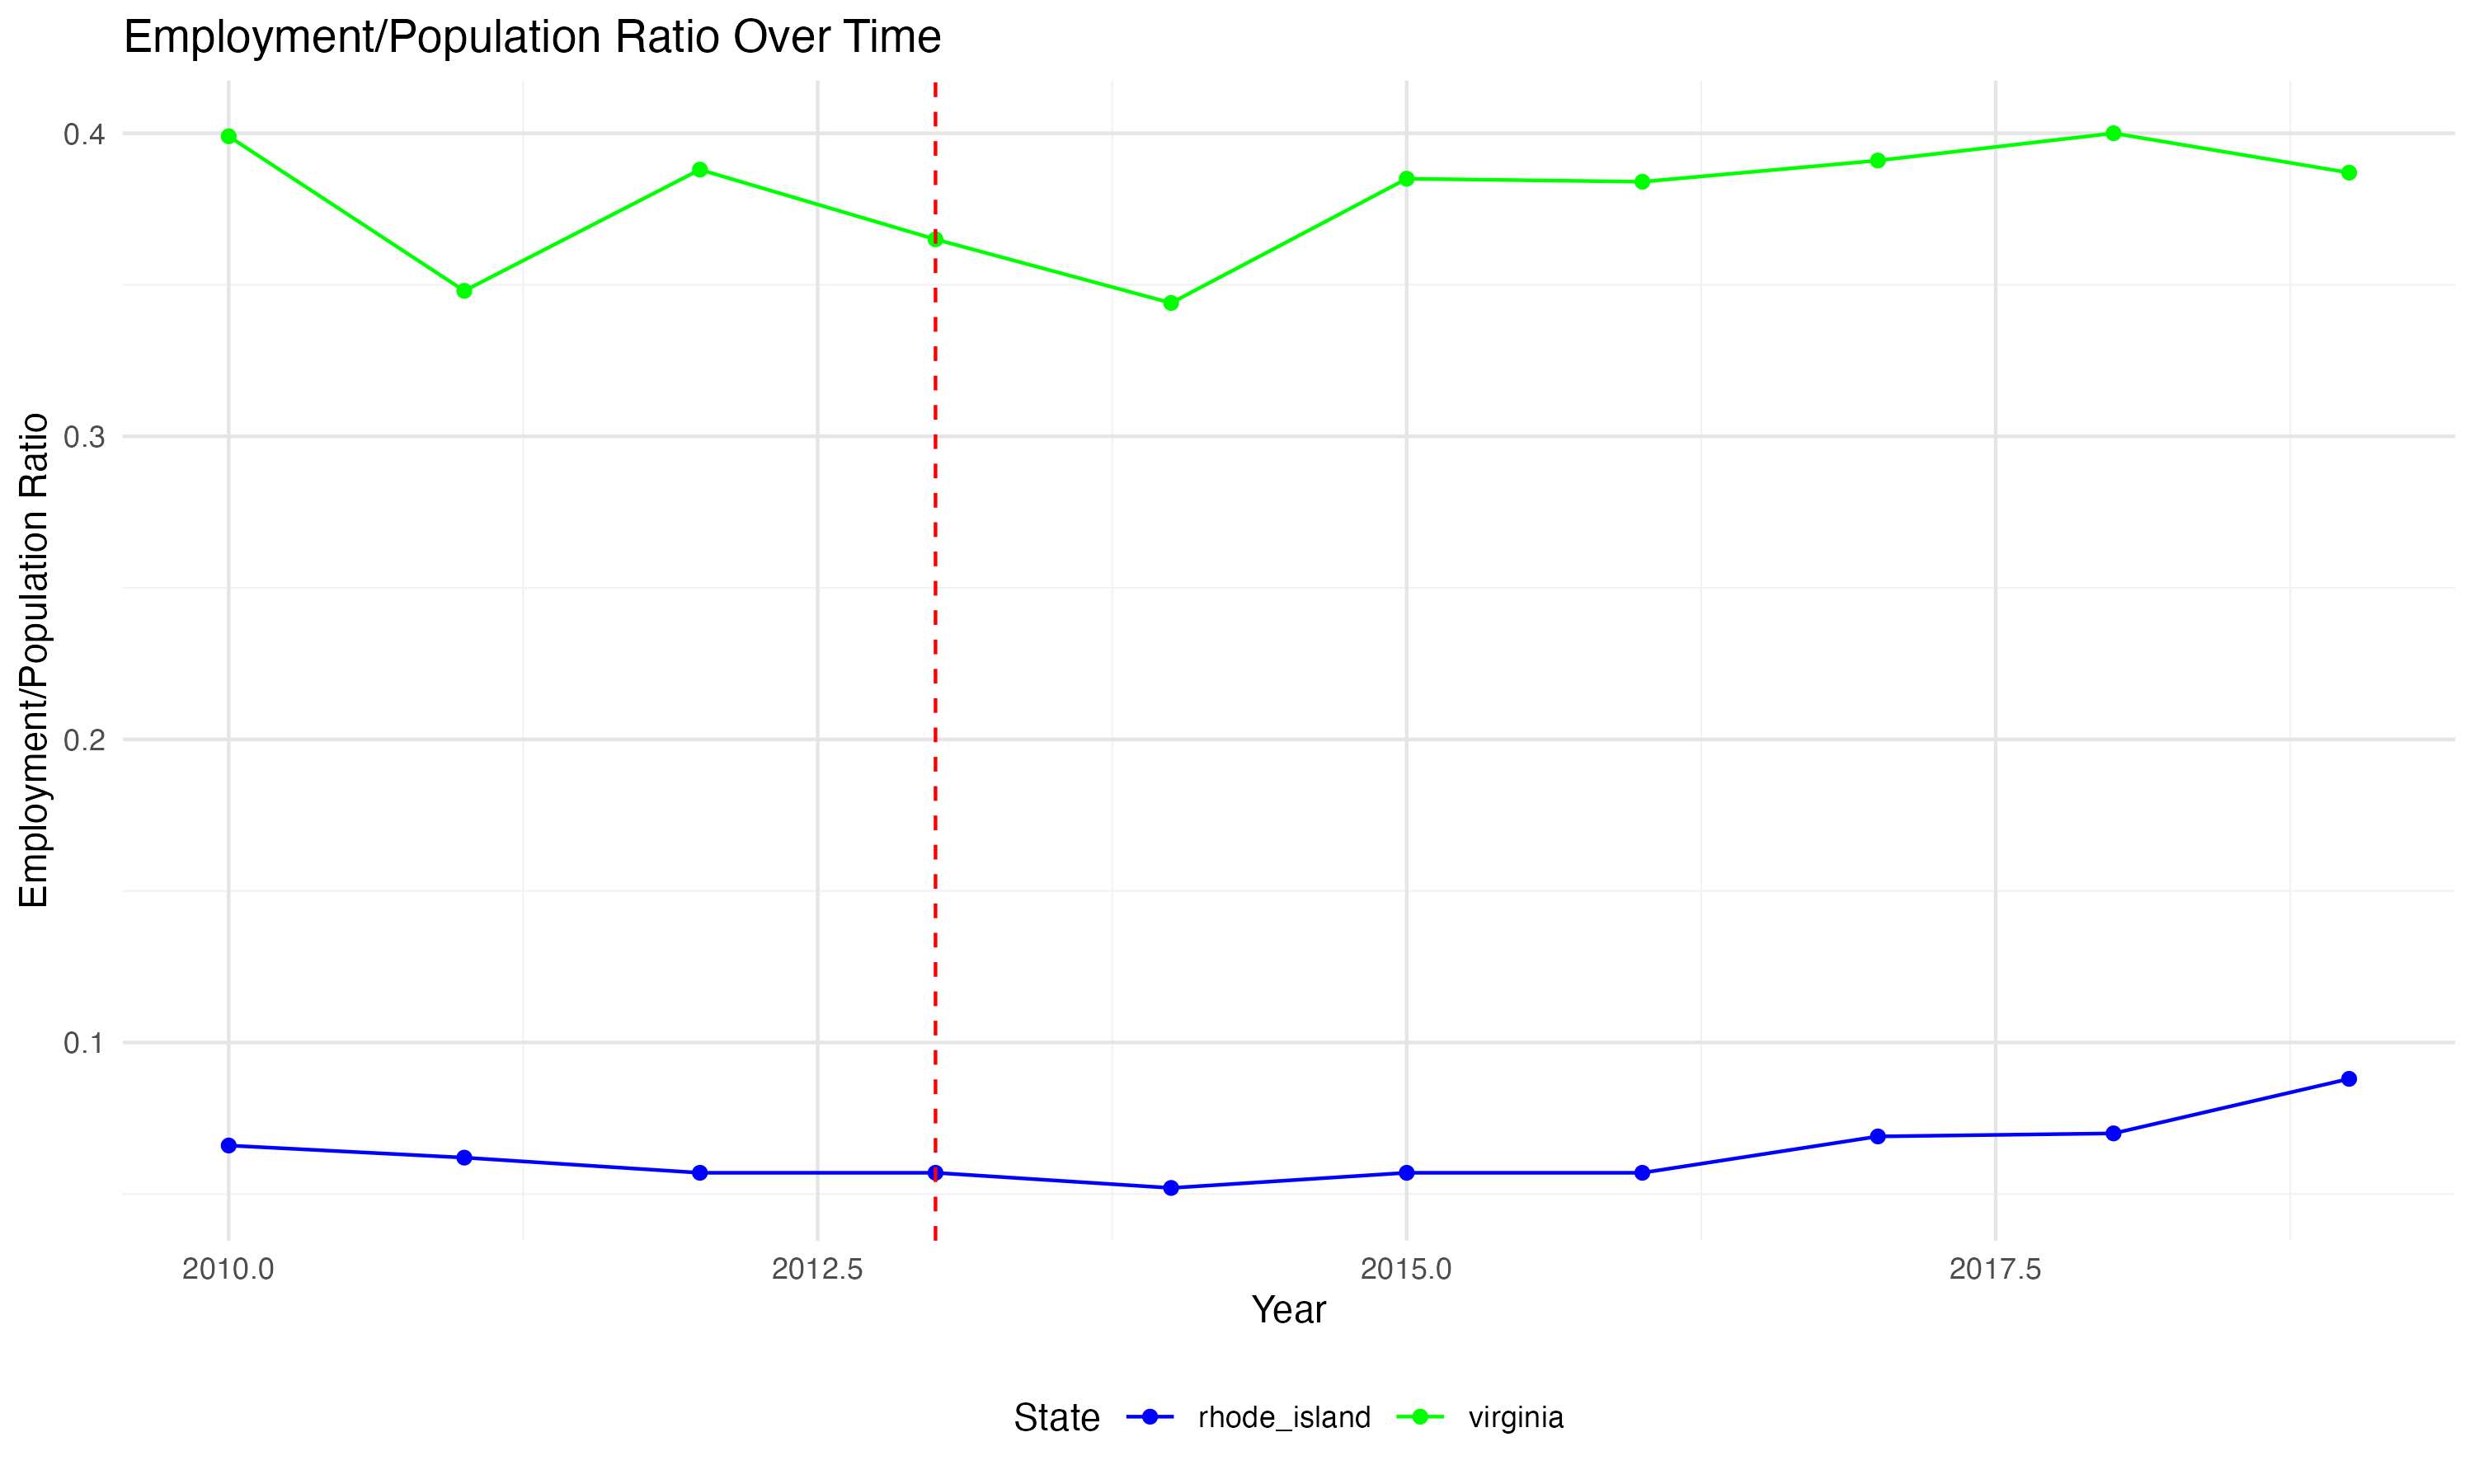 Employment/Population Ratio Over Time
Employment/Population Ratio
0.4
0.3
0.2
0.1
2010.0 2012.5 2015.0 2017.5
Year
State rhode_island virginia